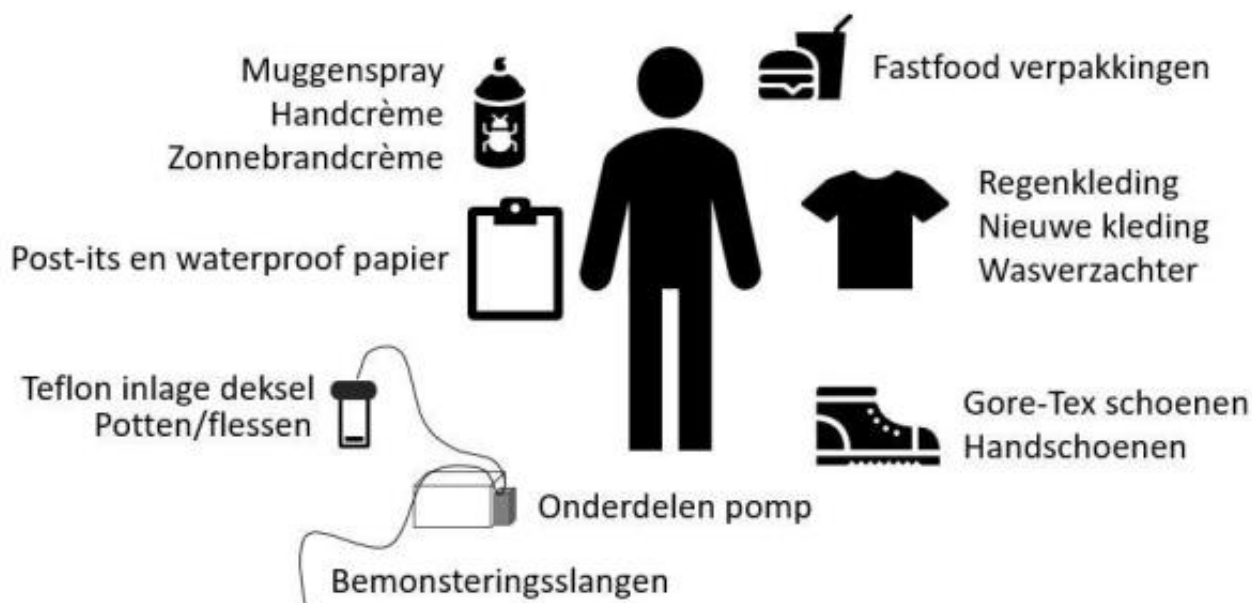 Muggenspray
Handcrème
Zonnebrandcrème
Fastfood verpakkingen
Post-its en waterproof papier
Regenkleding
Nieuwe kleding
Wasverzachter
Teflon inlage deksel
Potten/flessen
Gore-Tex schoenen
Handschoenen
Onderdelen pomp
Bemonsteringsslangen